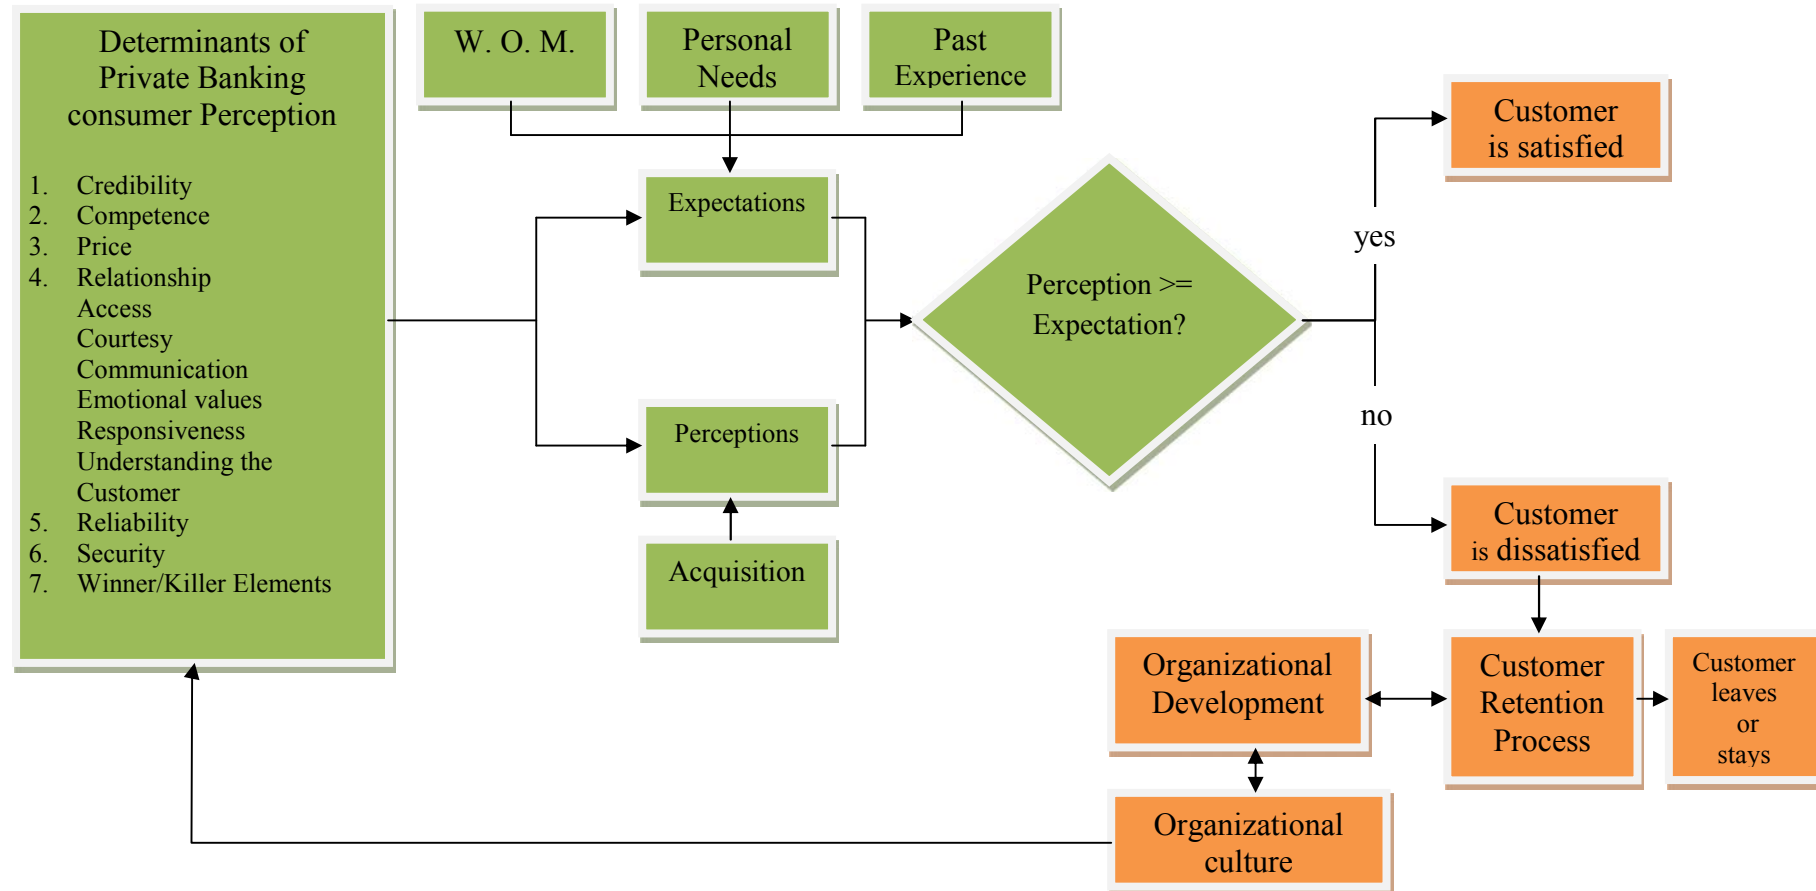 Determinants of
Private Banking
consumer Perception
1. Credibility
2. Competence
3. Price
4. Relationship
Access
Courtesy
Communication
Emotional values
Responsiveness
Understanding the
Customer
5. Reliability
6. Security
7. Winner/Killer Elements
W. O. M.
Personal
Needs
Past
Experience
Expectations
Perceptions
Acquisition
Perception >=
Expectation?
yes
no
Customer
is satisfied
Customer
is dissatisfied
Organizational
Development
Customer
Retention
Process
Customer
leaves
or
stays
Organizational
culture